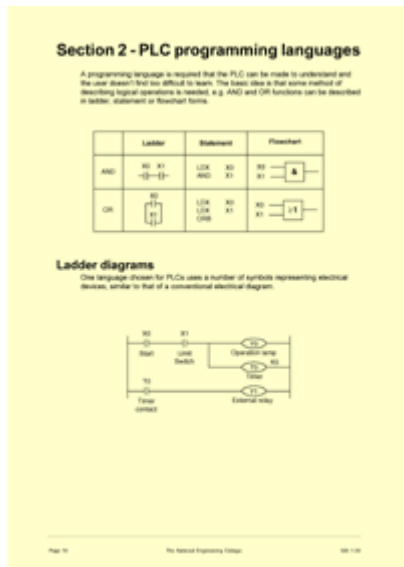 Section 2 - PLC programming languages
A programming language is required that the PLC can be made to understand and
the user doesn't find too difficult to learn. The basic idea is that some method of
describing logical operations is needed, e.g. AND and OR functions can be described
in ladder, statement or flowchart forms.
Ladder Statement Flowchart
AND X0 X1 LDX X0 AND X1 X0 X1 &
OR X0 X1 LDX X0 LDX X1 ORB X0 X1
Ladder diagrams
One language chosen for PLCs uses a number of symbols representing electrical
devices, similar to that of a conventional electrical diagram.
X0 X1
Start Limit Switch Operation lamp
Timer
T0 Y1
Timer contact External relay
Page 10 The National Engineering College